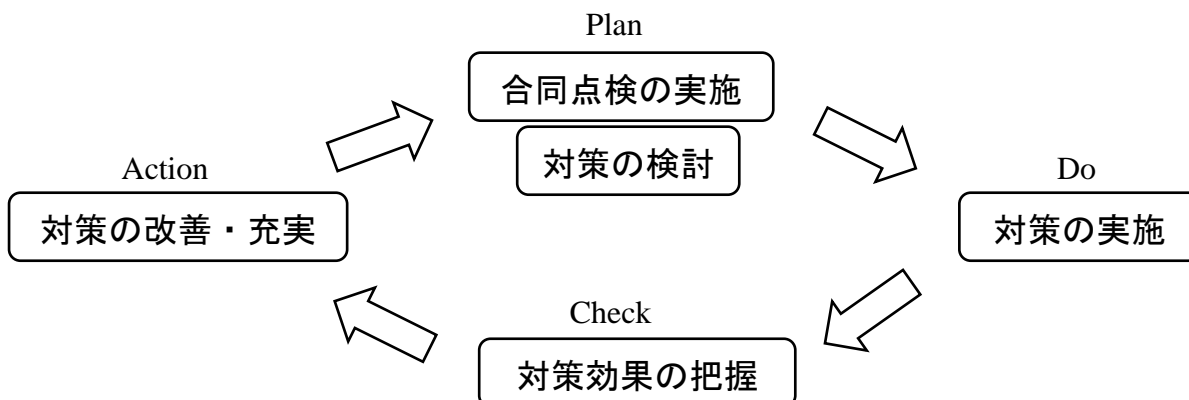 Plan
合同点検の実施
対策の検討
Action
対策の改善・充実
Do
対策の実施
Check
対策効果の把握